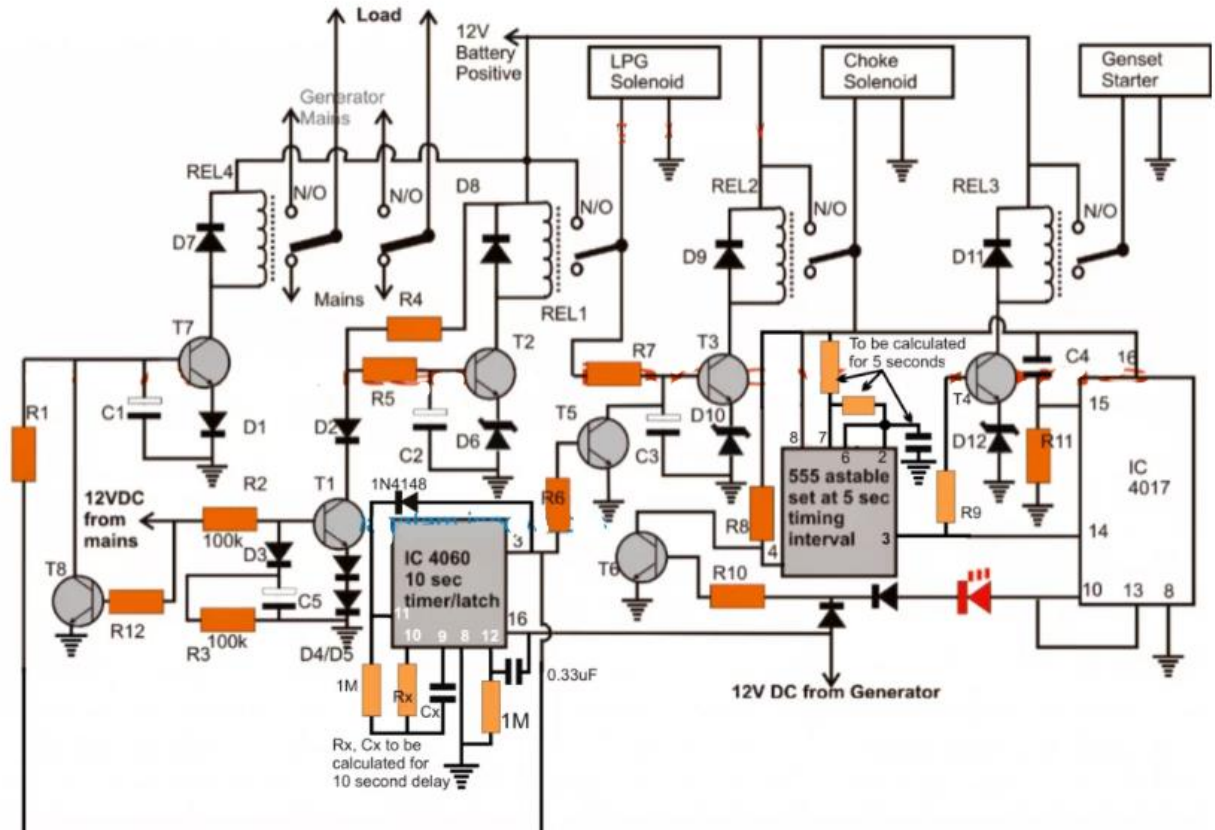 Load
12V
Battery
Positive
LPG
Solenoid
Choke
Solenoid
Genset
Starter
Generator
Mains
REL4
N/O
N/O
D8
N/O
REL2
N/O
REL3
N/O
D7
D9
D11
Mains
R4
REL1
T7
T2
R7
T3
To be calculated
for 5 seconds
C4
16
R1
C1
D1
D2
R5
C2
D6
T5
C3
D10
T4
D12
15
R11
8
7
6
2
IC
4017
R2
T1
1N4148
R6
R8
555 astable
set at 5 sec
timing
interval
R9
12VDC
from
mains
100k
D3
IC 4060
10 sec
timer/latch
3
4
3
14
T8
C5
T6
R10
10
13
8
R12
R3
100k
D4/D5
11
10
9
8
12
16
0.33uF
12V DC from Generator
1M
Rx
Cx
1M
Rx, Cx to be
calculated for
10 second delay